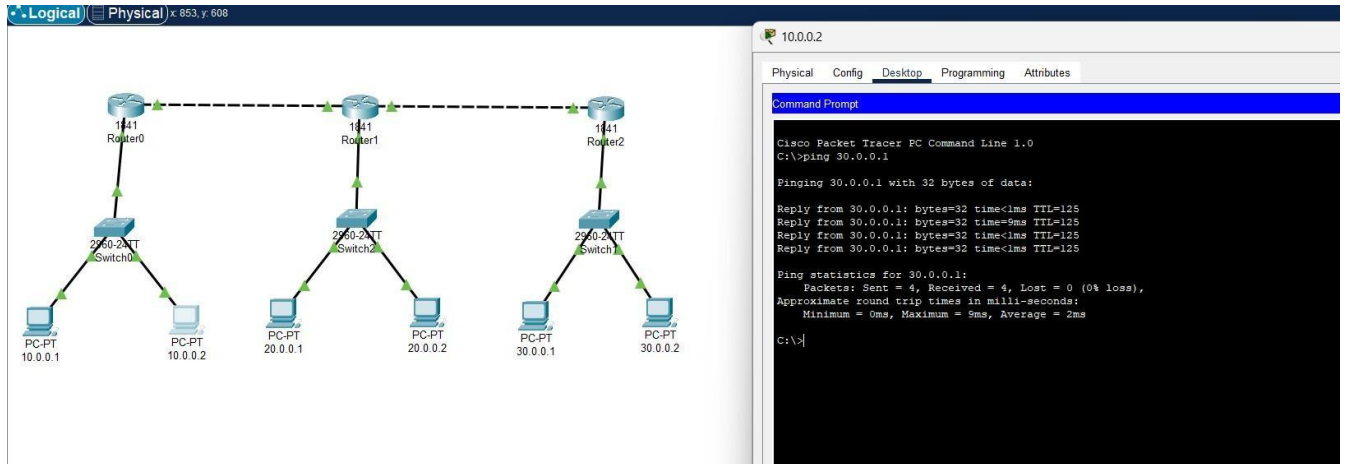 Logical
Physical x: 853, y: 608
1841
Router0
1841
Router1
1841
Router2
2960-24TT
Switch0
2960-24TT
Switch2
2960-24TT
Switch1
PC-PT
10.0.0.1
PC-PT
10.0.0.2
PC-PT
20.0.0.1
PC-PT
20.0.0.2
PC-PT
30.0.0.1
PC-PT
30.0.0.2
10.0.0.2
Physical Config Desktop Programming Attributes
Command Prompt
Cisco Packet Tracer PC Command Line 1.0
C:\>ping 30.0.0.1
Pinging 30.0.0.1 with 32 bytes of data:
Reply from 30.0.0.1: bytes=32 time<1ms TTL=125
Reply from 30.0.0.1: bytes=32 time=9ms TTL=125
Reply from 30.0.0.1: bytes=32 time<1ms TTL=125
Reply from 30.0.0.1: bytes=32 time<1ms TTL=125
Ping statistics for 30.0.0.1:
Packets: Sent = 4, Received = 4, Lost = 0 (0% loss),
Approximate round trip times in milli-seconds:
Minimum = 0ms, Maximum = 9ms, Average = 2ms
C:\>